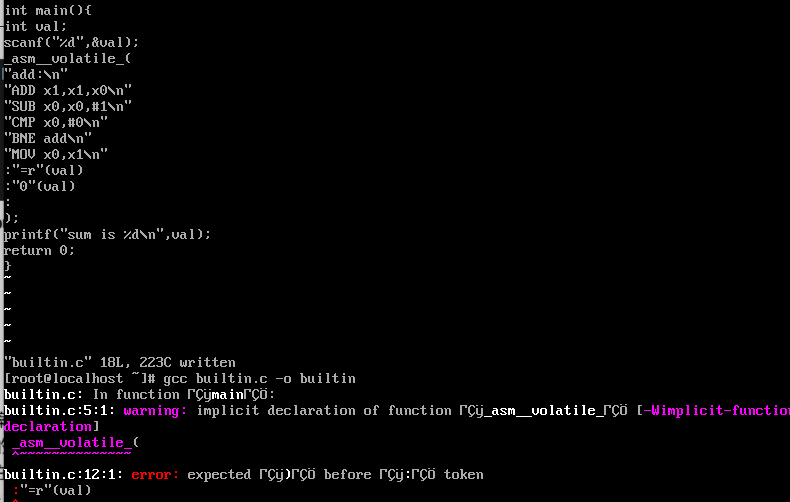 int main(){
int val;
scanf("%d",&val);
_asm__volatile_(
"add:\n"
"ADD x1,x1,x0\n"
"SUB x0,x0,#1\n"
"CMP x0,#0\n"
"BNE add\n"
"MOV x0,x1\n"
:"=r"(val)
:"0"(val)
:
);
printf("sum is %d\n",val);
return 0;
}
~
~
~
~
~
"builtin.c" 18L, 223C written
[root@localhost ~]# gcc builtin.c -o builtin
builtin.c: In function ΓÇÿmainΓÇÖ:
builtin.c:5:1: warning: implicit declaration of function ΓÇÿ_asm__volatile_ΓÇÖ [-Wimplicit-function
declaration]
_asm__volatile_(
^~~~~~~~~~~~~~~
builtin.c:12:1: error: expected ΓÇÿ)ΓÇÖ before ΓÇÿ:ΓÇÖ token
:"=r"(val)
^